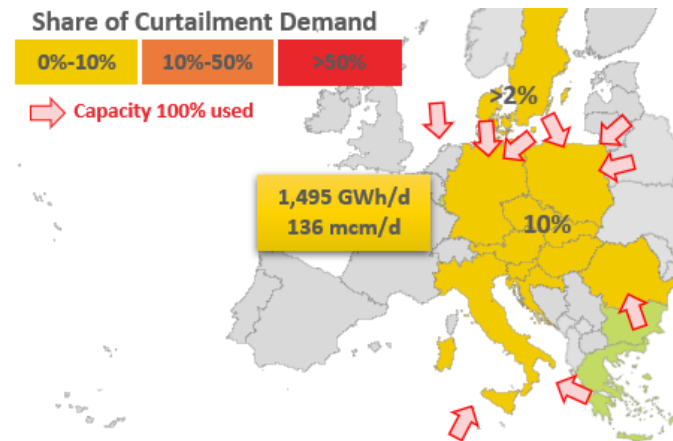 Share of Curtailment Demand
0%-10% 10%-50% >50%
Capacity 100% used
>2%
1,495 GWh/d
136 mcm/d
10%